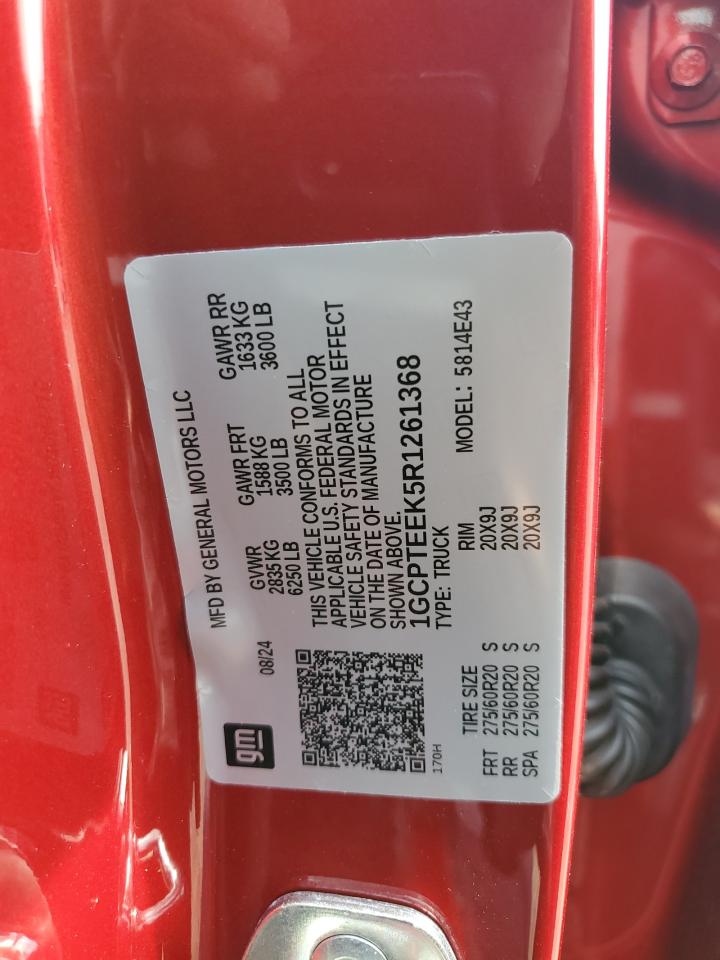 gm
MFD BY GENERAL MOTORS LLC
08/24 GVWR GAWR FRT GAWR RR
2835 KG 1588 KG 1633 KG
6250 LB 3500 LB 3600 LB
THIS VEHICLE CONFORMS TO ALL
APPLICABLE U.S. FEDERAL MOTOR
VEHICLE SAFETY STANDARDS IN EFFECT
ON THE DATE OF MANUFACTURE
SHOWN ABOVE.
1GCPTEEK5R1261368
170H TYPE: TRUCK MODEL: 5814E43
TIRE SIZE RIM
FRT 275/60R20 S 20X9J
RR 275/60R20 S 20X9J
SPA 275/60R20 S 20X9J